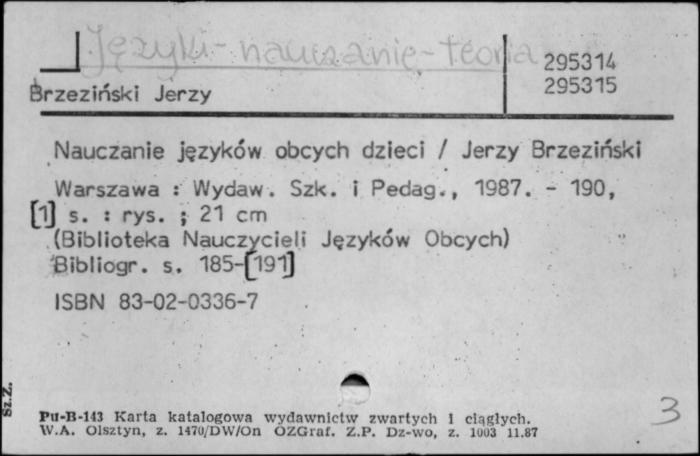 Języki - nauczanie - teoria
295314
Brzeziński Jerzy
295315
Nauczanie języków obcych dzieci / Jerzy Brzeziński
Warszawa : Wydaw. Szk. i Pedag., 1987. - 190,
[1] s. : rys. ; 21 cm
(Biblioteka Nauczycieli Języków Obcych)
Bibliogr. s. 185-[191]
ISBN 83-02-0336-7
Sz.Z.
Pu-B-143 Karta katalogowa wydawnictw zwartych i ciągłych.
W.A. Olsztyn, z. 1470/DW/On OZGraf. Z.P. Dz-wo, z. 1003 11.87
3